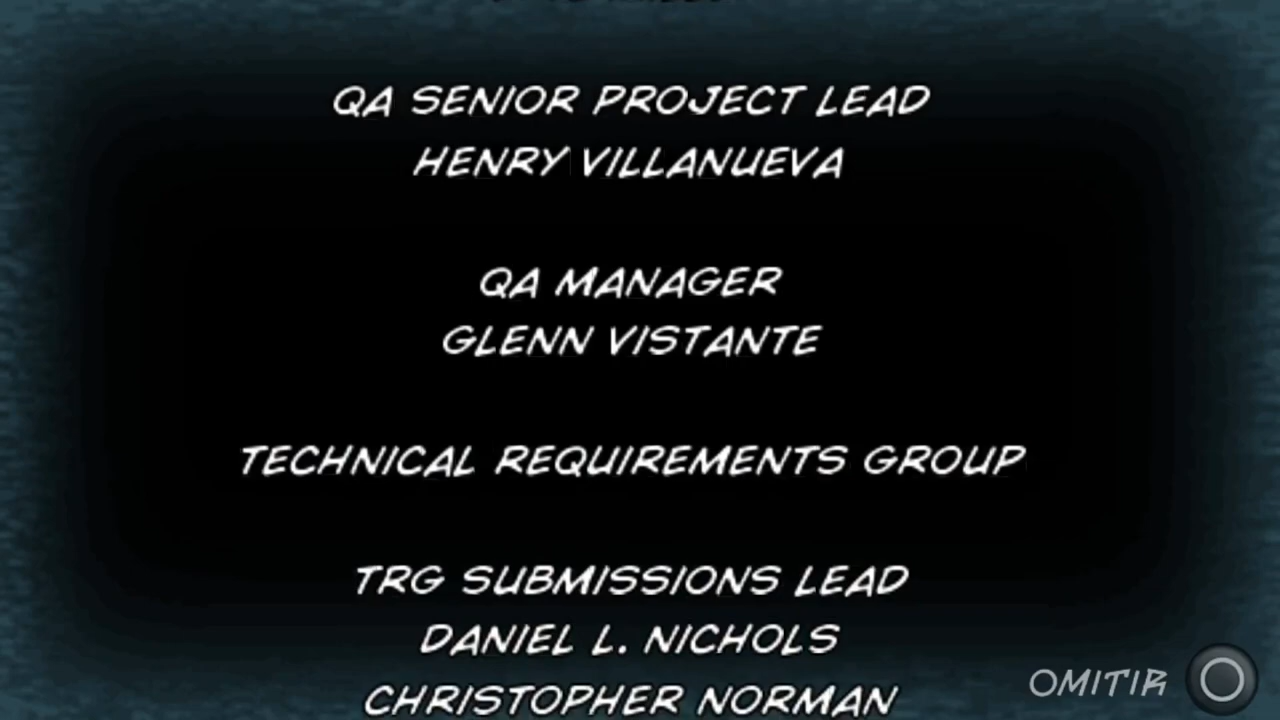 QA SENIOR PROJECT LEAD
HENRY VILLANUEVA
QA MANAGER
GLENN VISTANTE
TECHNICAL REQUIREMENTS GROUP
TRG SUBMISSIONS LEAD
DANIEL L. NICHOLS
CHRISTOPHER NORMAN
OMITIR